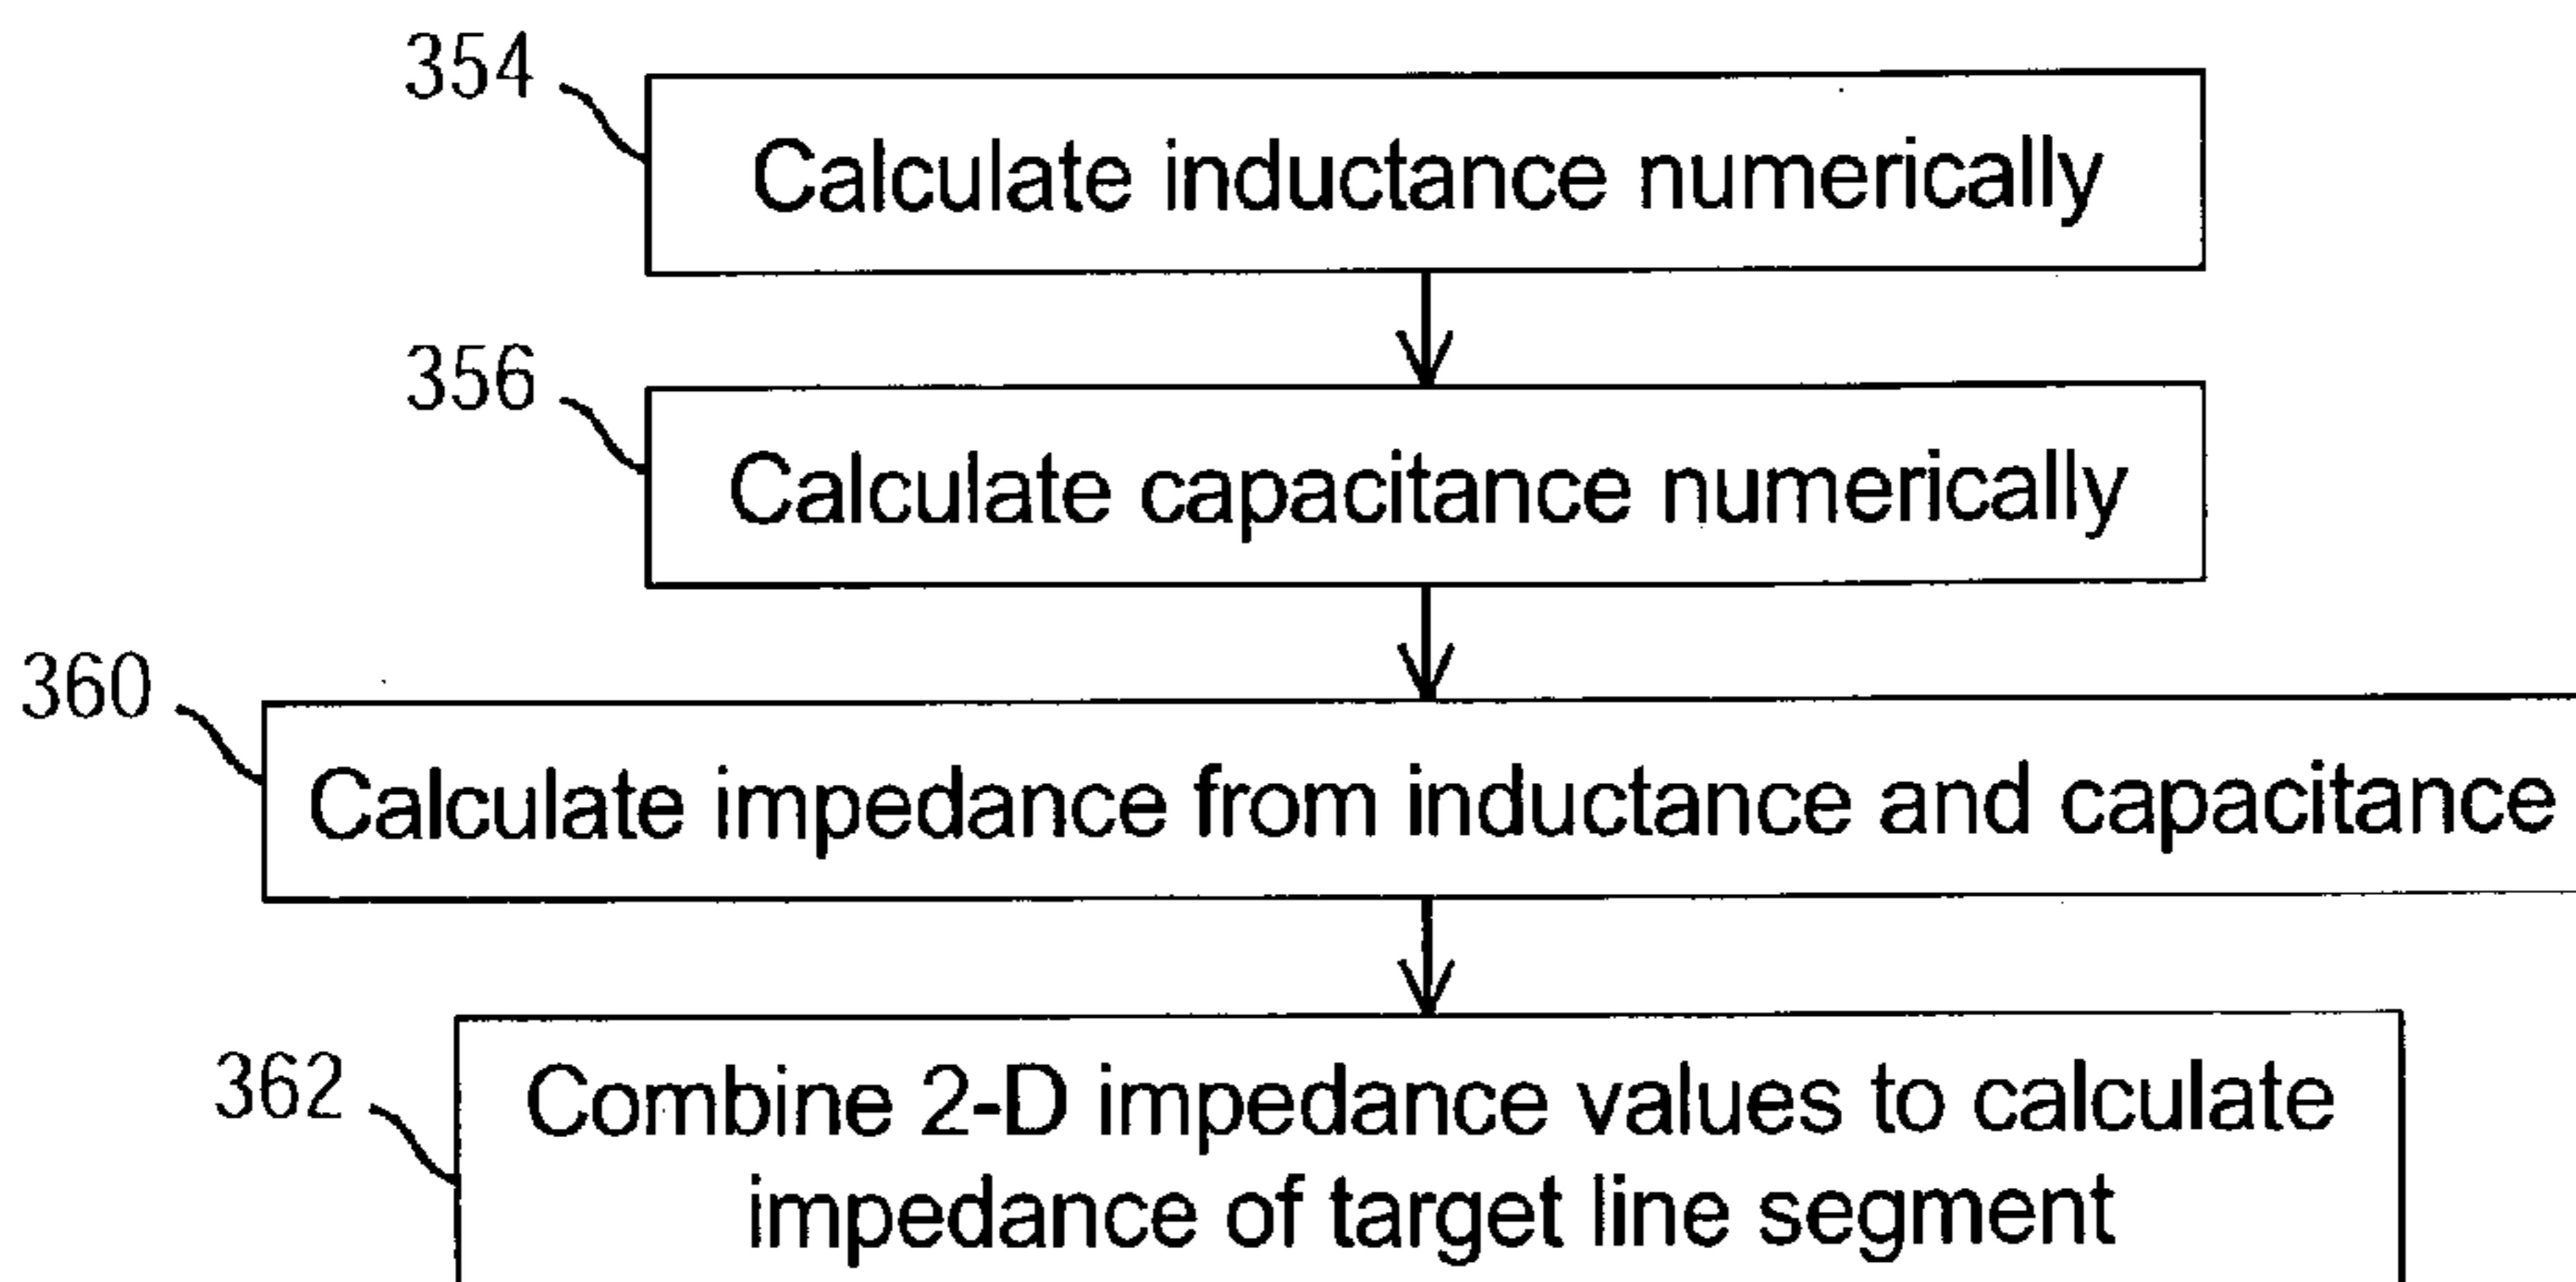 354
Calculate inductance numerically
356
Calculate capacitance numerically
360
Calculate impedance from inductance and capacitance
362
Combine 2-D impedance values to calculate
impedance of target line segment